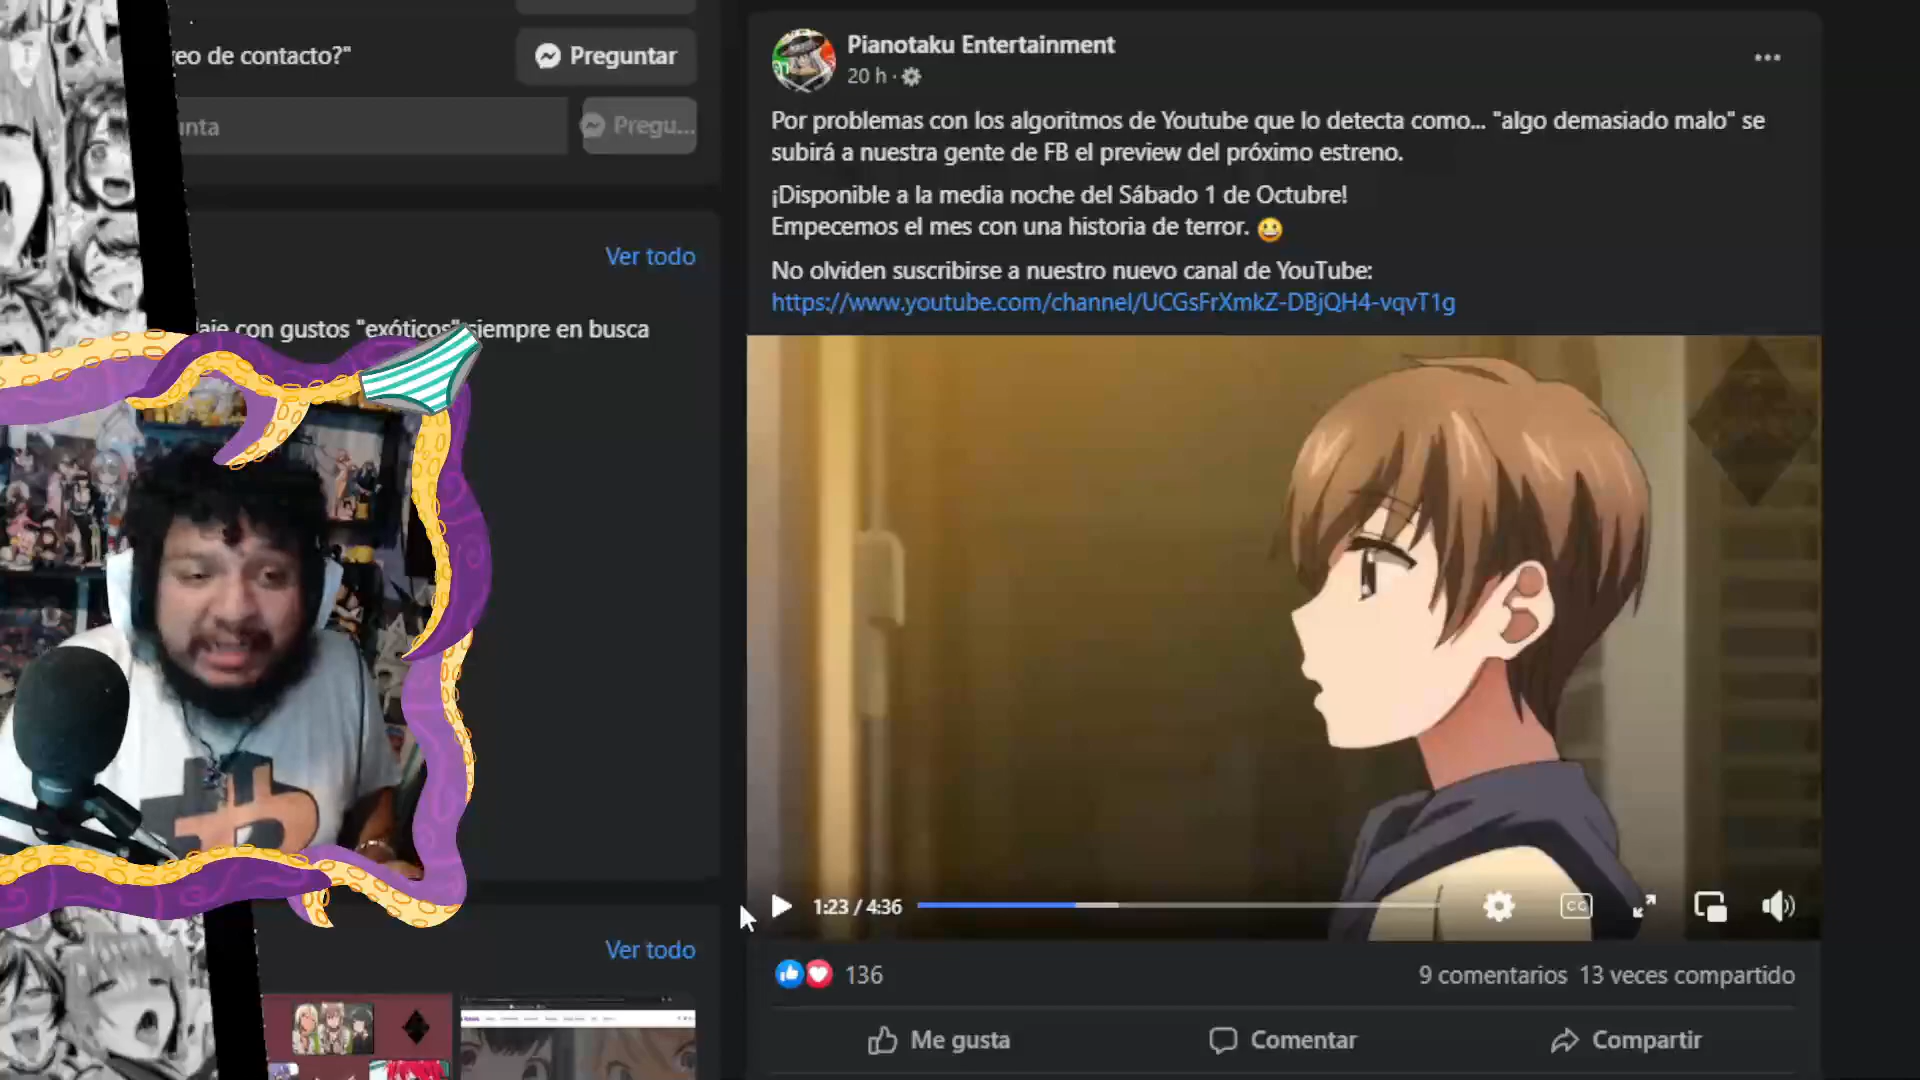 reo de contacto?"
Preguntar
unta
Pregu...
Ver todo
con gustos "exóticos" siempre en busca
Ver todo
Pianotaku Entertainment
20 h ·
Por problemas con los algoritmos de Youtube que lo detecta como... "algo demasiado malo" se
subirá a nuestra gente de FB el preview del próximo estreno.
¡Disponible a la media noche del Sábado 1 de Octubre!
Empecemos el mes con una historia de terror.
No olviden suscribirse a nuestro nuevo canal de YouTube:
https://www.youtube.com/channel/UCGsFrXmkZ-DBjQH4-vqvT1g
1:23 / 4:36
CC
136
9 comentarios 13 veces compartido
Me gusta
Comentar
Compartir